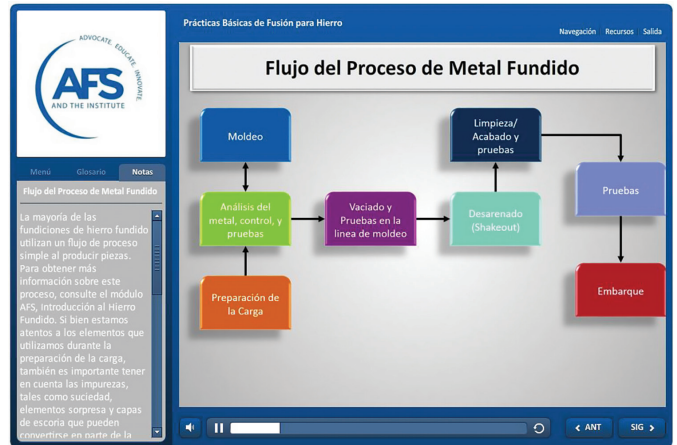 Prácticas Básicas de Fusión para Hierro
Navegación Recursos Salida
ADVOCATE. EDUCATE. INNOVATE.
AFS
AND THE INSTITUTE
Menú Glosario Notas
Flujo del Proceso de Metal Fundido
La mayoría de las
fundiciones de hierro fundido
utilizan un flujo de proceso
simple al producir piezas.
Para obtener más
información sobre este
proceso, consulte el módulo
AFS, Introducción al Hierro
Fundido. Si bien estamos
atentos a los elementos que
utilizamos durante la
preparación de la carga,
también es importante tener
en cuenta las impurezas,
tales como suciedad,
elementos sorpresa y capas
de escoria que pueden
convertirse en parte de la
Flujo del Proceso de Metal Fundido
Moldeo
Limpieza/
Acabado y
pruebas
Análisis del
metal, control, y
pruebas
Vaciado y
Pruebas en la
linea de moldeo
Desarenado
(Shakeout)
Pruebas
Preparación de
la Carga
Embarque
ANT
SIG